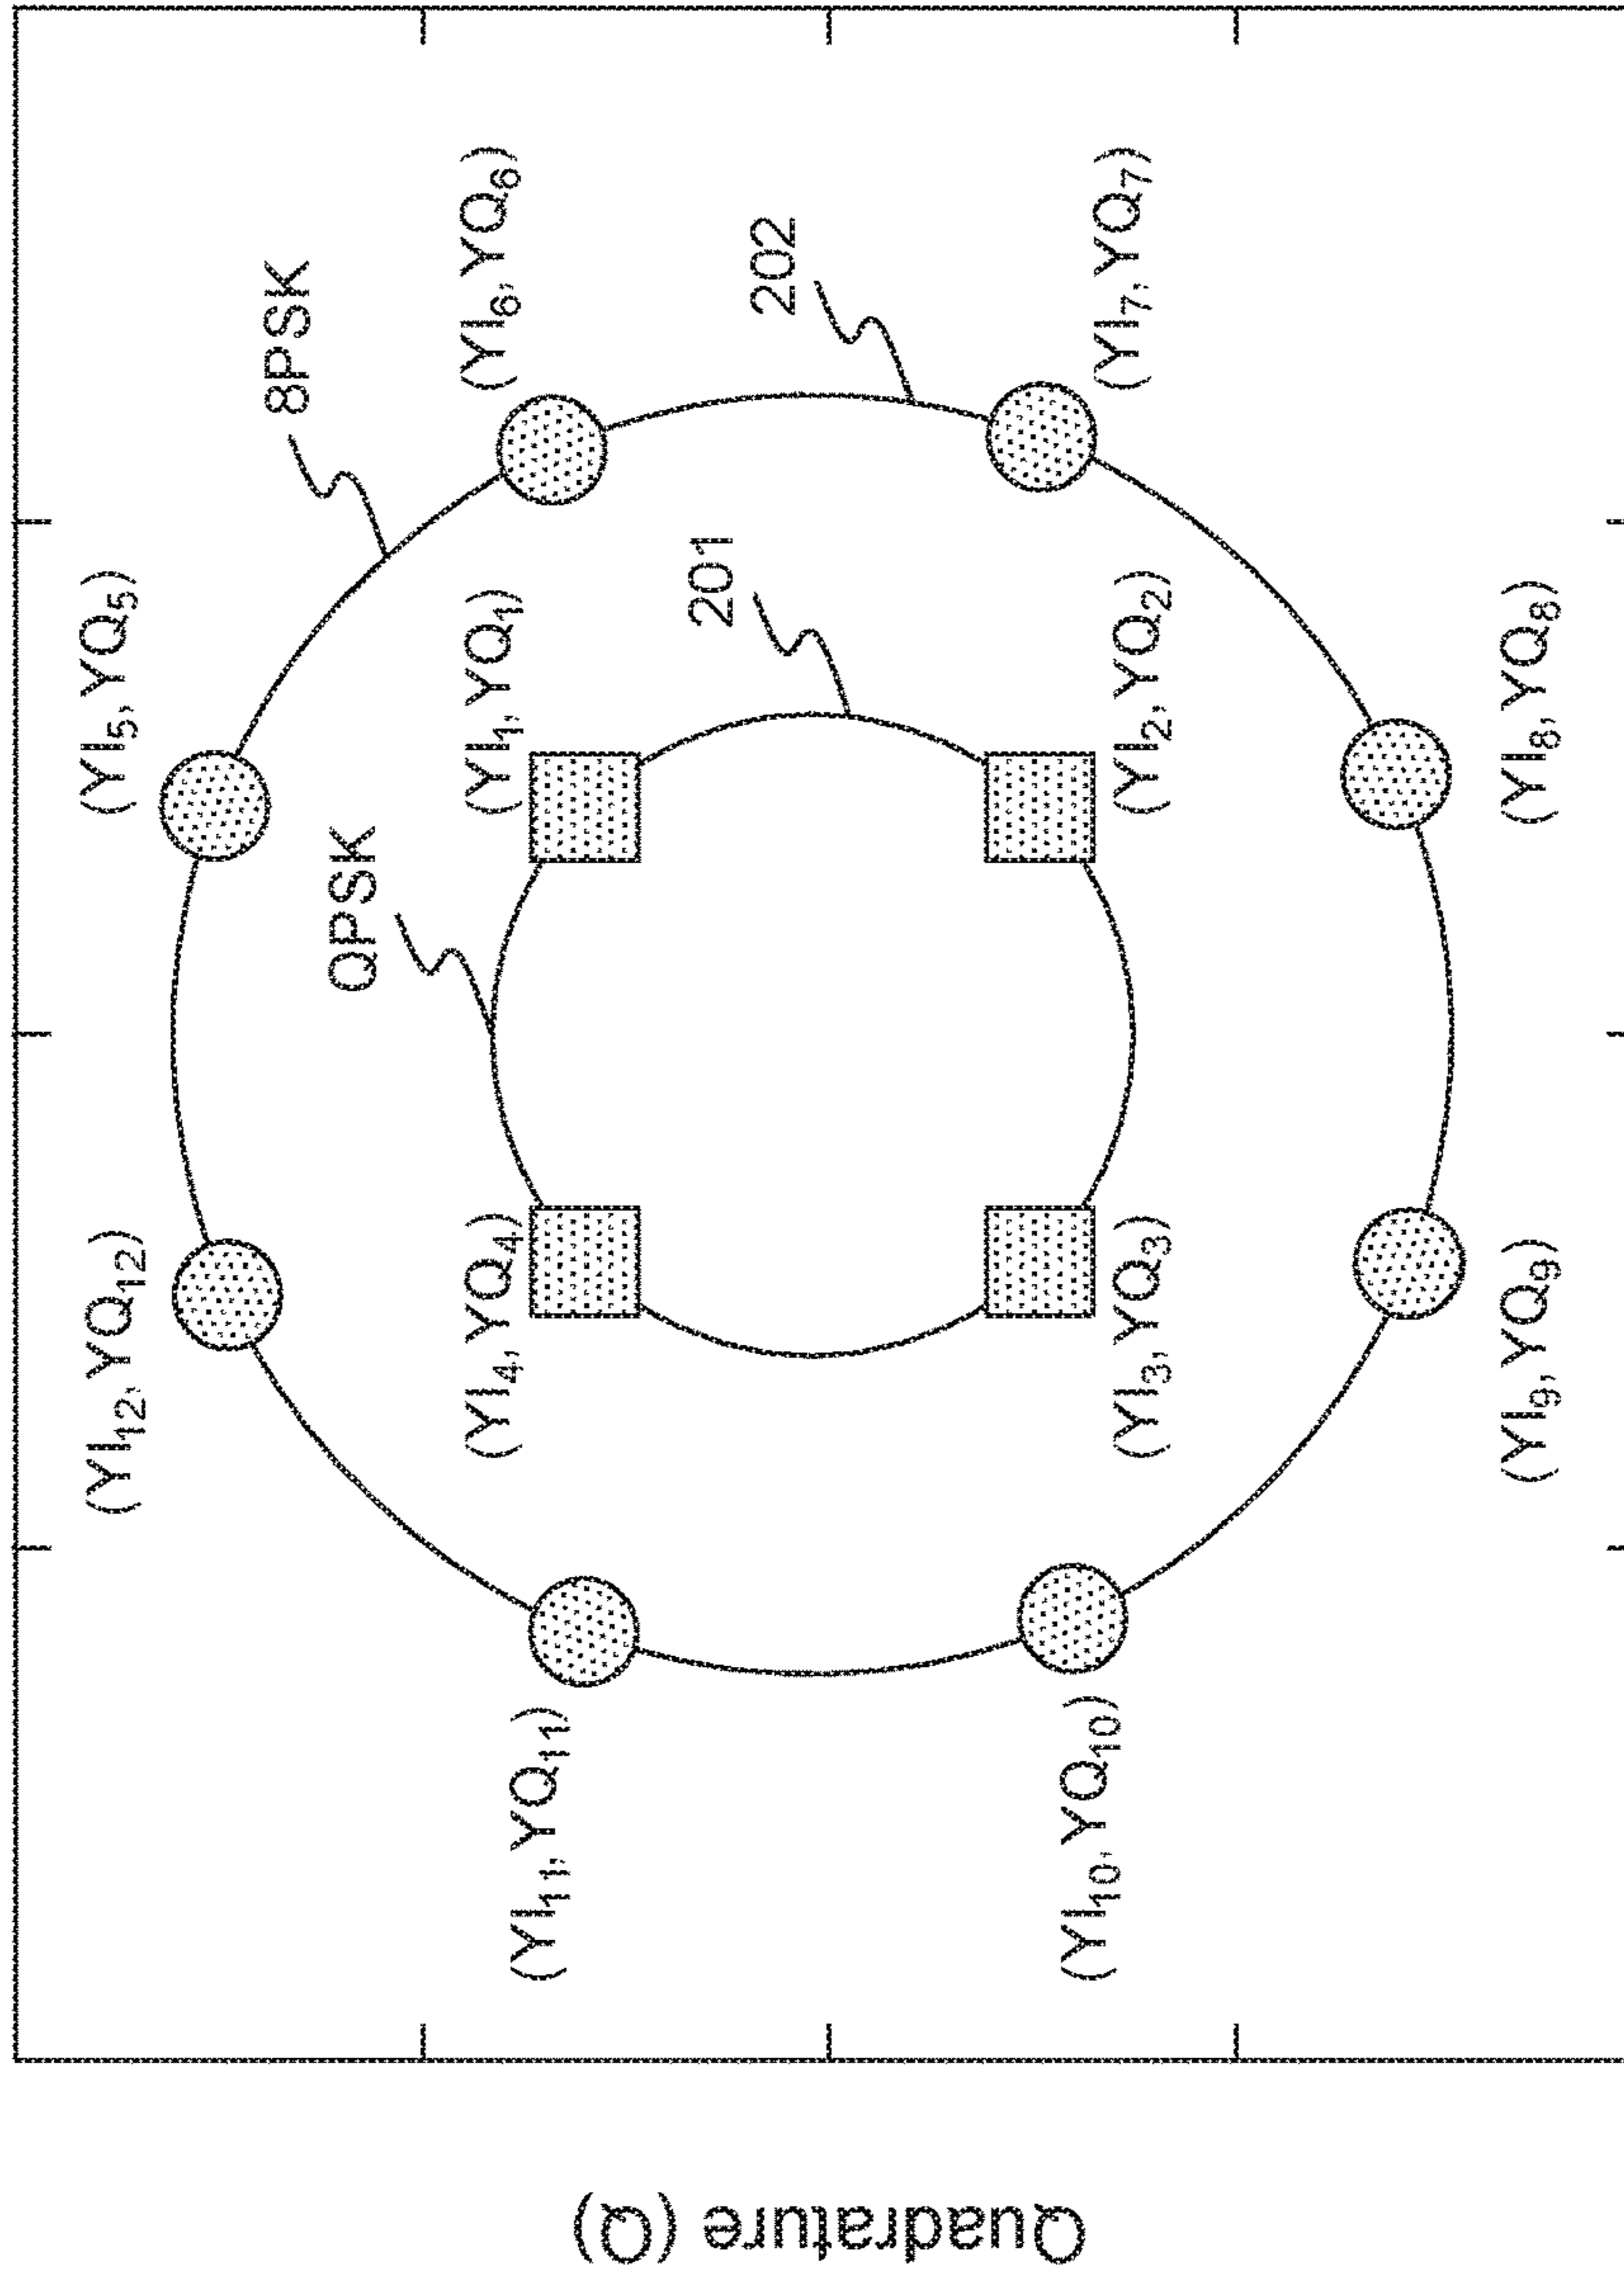 (YI₁₂, YQ₁₂)
(YI₅, YQ₅)
8PSK
QPSK
(YI₁₁, YQ₁₁)
(YI₄, YQ₄)
(YI₁, YQ₁)
(YI₆, YQ₆)
201
202
Quadrature (Q)
(YI₁₀, YQ₁₀)
(YI₃, YQ₃)
(YI₂, YQ₂)
(YI₇, YQ₇)
(YI₉, YQ₉)
(YI₈, YQ₈)